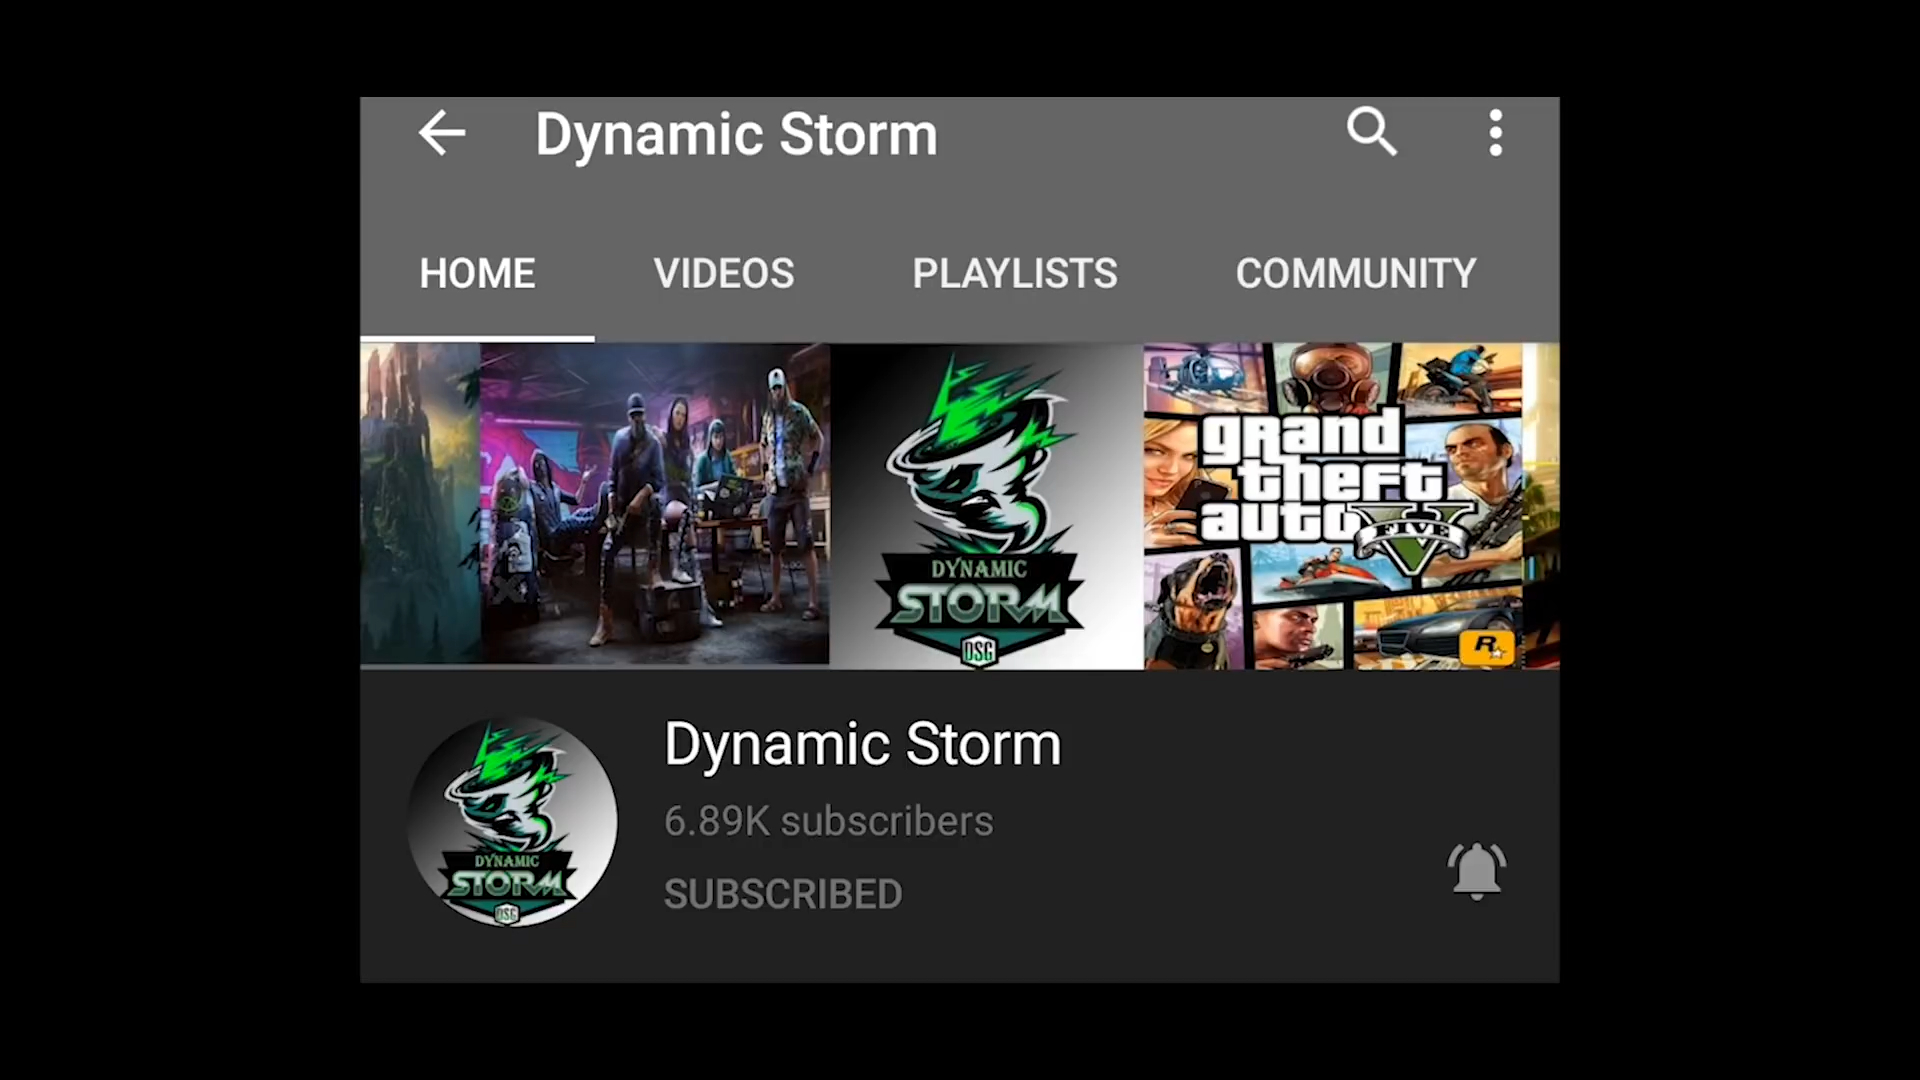 Dynamic Storm
HOME VIDEOS PLAYLISTS COMMUNITY
DYNAMIC
STORM
DSG
grand
theft
auto
FIVE
V
R
Dynamic Storm
6.89K subscribers
SUBSCRIBED
DYNAMIC
STORM
DSG